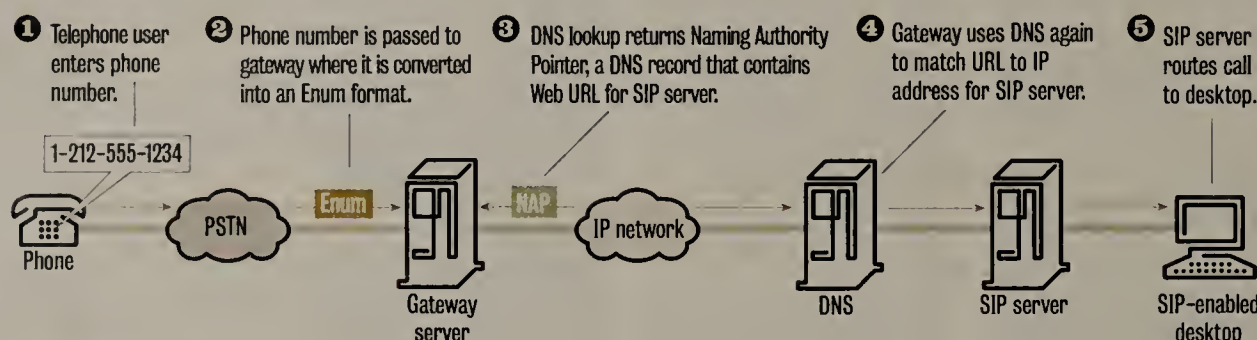 1 Telephone user
enters phone
number.
2 Phone number is passed to
gateway where it is converted
into an Enum format.
3 DNS lookup returns Naming Authority
Pointer, a DNS record that contains
Web URL for SIP server.
4 Gateway uses DNS again
to match URL to IP
address for SIP server.
5 SIP server
routes call
to desktop.
1-212-555-1234
Phone
PSTN
Enum
Gateway
server
NAP
IP network
DNS
SIP server
SIP-enabled
desktop